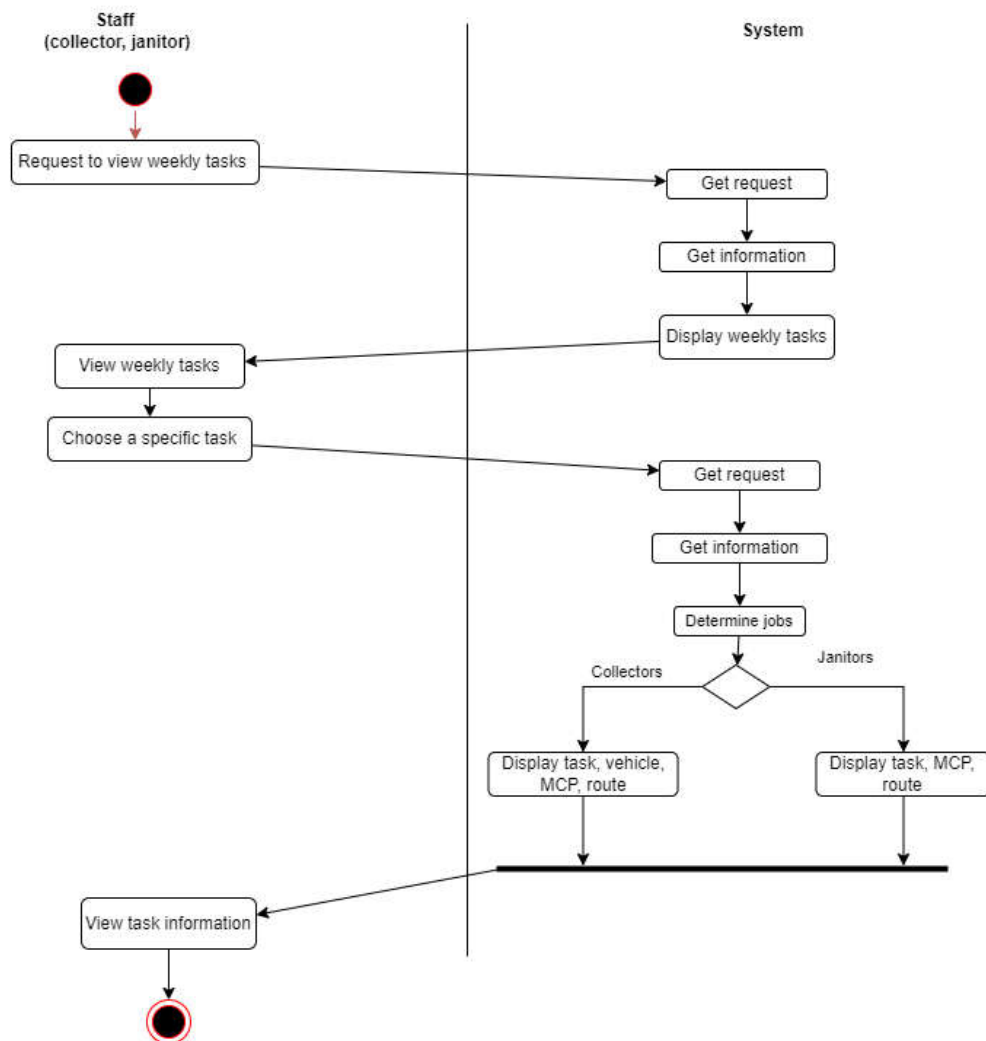 Staff
(collector, janitor)
System
Request to view weekly tasks
Get request
Get information
Display weekly tasks
View weekly tasks
Choose a specific task
Get request
Get information
Determine jobs
Collectors
Janitors
Display task, vehicle,
MCP, route
Display task, MCP,
route
View task information